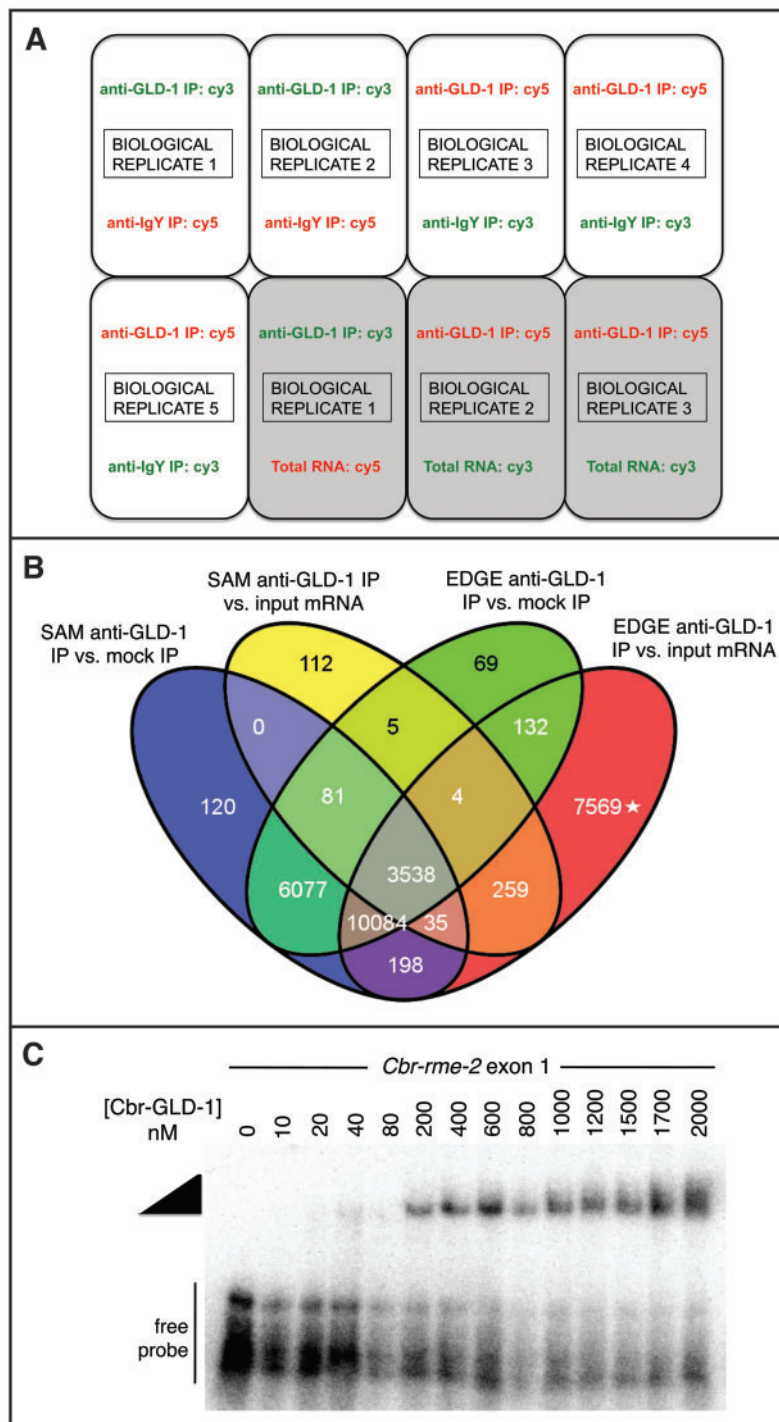 A
anti-GLD-1 IP: cy3
BIOLOGICAL
REPLICATE 1
anti-IgY IP: cy5
anti-GLD-1 IP: cy3
BIOLOGICAL
REPLICATE 2
anti-IgY IP: cy5
anti-GLD-1 IP: cy5
BIOLOGICAL
REPLICATE 3
anti-IgY IP: cy3
anti-GLD-1 IP: cy5
BIOLOGICAL
REPLICATE 4
anti-IgY IP: cy3
anti-GLD-1 IP: cy5
BIOLOGICAL
REPLICATE 5
anti-IgY IP: cy3
anti-GLD-1 IP: cy3
BIOLOGICAL
REPLICATE 1
Total RNA: cy5
anti-GLD-1 IP: cy5
BIOLOGICAL
REPLICATE 2
Total RNA: cy3
anti-GLD-1 IP: cy5
BIOLOGICAL
REPLICATE 3
Total RNA: cy3
B
SAM anti-GLD-1
IP vs. mock IP
SAM anti-GLD-1 IP
vs. input mRNA
EDGE anti-GLD-1
IP vs. mock IP
EDGE anti-GLD-1
IP vs. input mRNA
112
69
0
5
132
120
81
4
7569★
6077
3538
259
10084
35
198
C
Cbr-rme-2 exon 1
[Cbr-GLD-1]
nM
0
10
20
40
80
200
400
600
800
1000
1200
1500
1700
2000
free
probe